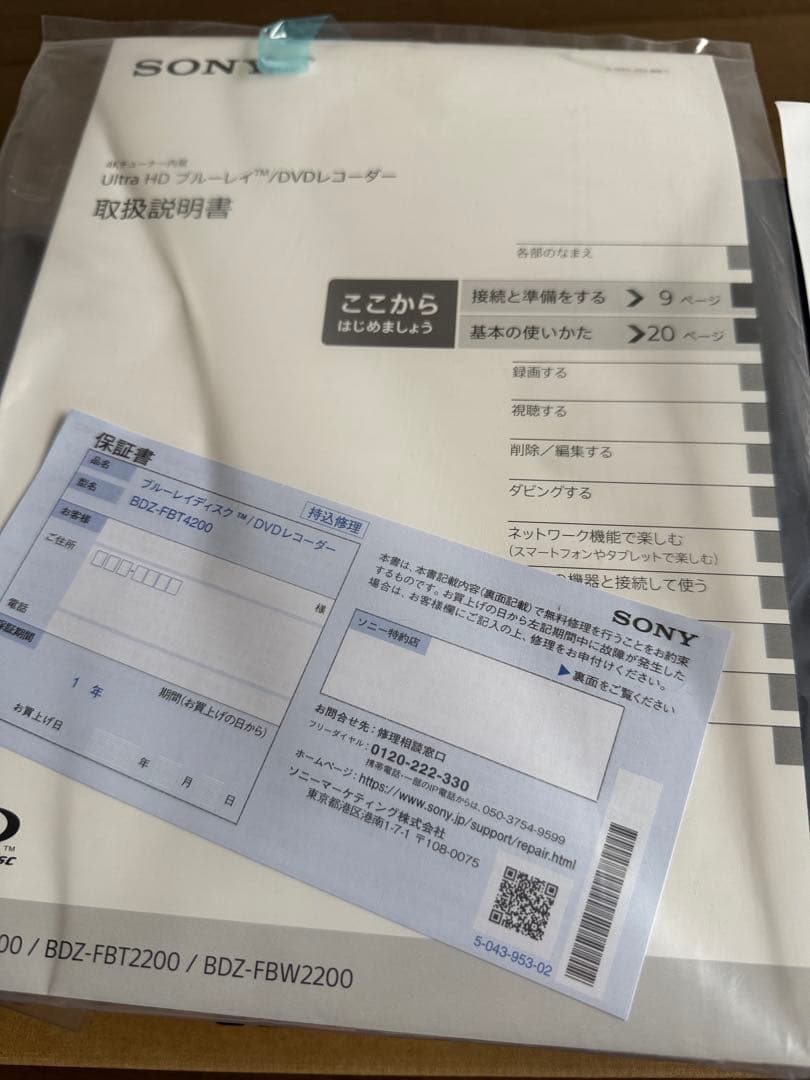 SONY
4Kチューナー内蔵
Ultra HD ブルーレイ™/DVDレコーダー
取扱説明書
各部のなまえ
ここから
はじめましょう
接続と準備をする 9 ページ
基本の使いかた 20 ページ
録画する
視聴する
削除/編集する
ダビングする
ネットワーク機能で楽しむ
(スマートフォンやタブレットで楽しむ)
機器と接続して使う
保証書
品名
ブルーレイディスク™/DVDレコーダー
型名
BDZ-FBT4200
持込修理
お客様
ご住所
様
電話
保証期間
1 年
期間(お買上げの日から)
お買上げ日
年 月 日
SONY
本書は、本書記載内容(裏面記載)で無料修理を行うことをお約束
するものです。お買上げの日から左記期間中に故障が発生した
場合は、お客様欄にご記入の上、修理をお申付けください。
▶裏面をご覧ください
ソニー特約店
お問合せ先:修理相談窓口
フリーダイヤル:0120-222-330
携帯電話・一部のIP電話からは、050-3754-9599
ホームページ:https://www.sony.jp/support/repair.html
ソニーマーケティング株式会社
東京都港区港南1-7-1 〒108-0075
5-043-953-02
TM
00 / BDZ-FBT2200 / BDZ-FBW2200